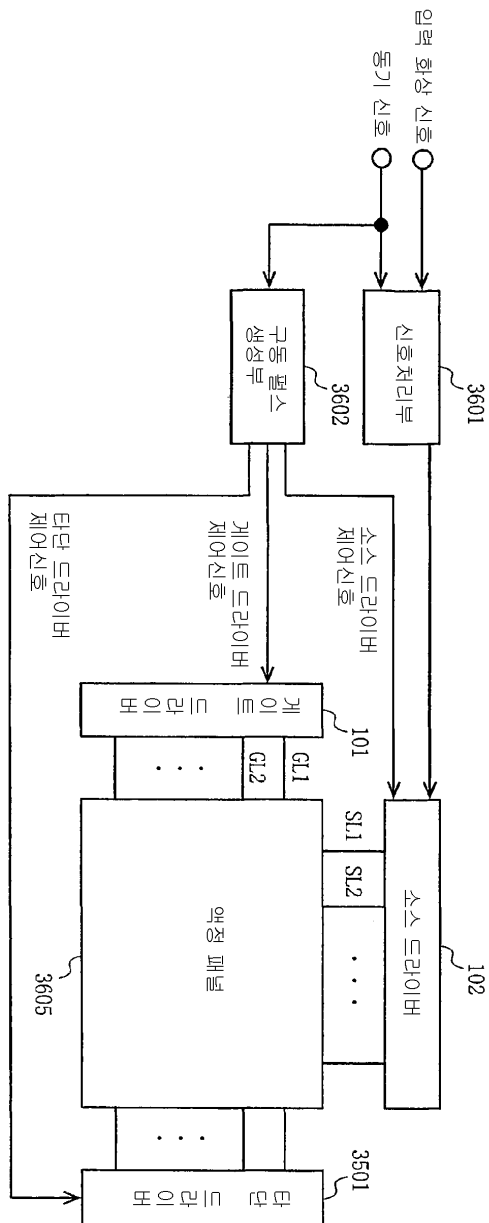 입력 화상 신호
동기 신호
3601
신호처리부
3602
구동 펄스
생성부
소스 드라이버
제어신호
게이트 드라이버
제어신호
타단 드라이버
제어신호
102
소스 드라이버
SL1 SL2 ...
101
게이트 드라이버
GL1
GL2
...
액정 패널
3605
...
3501
타단 드라이버